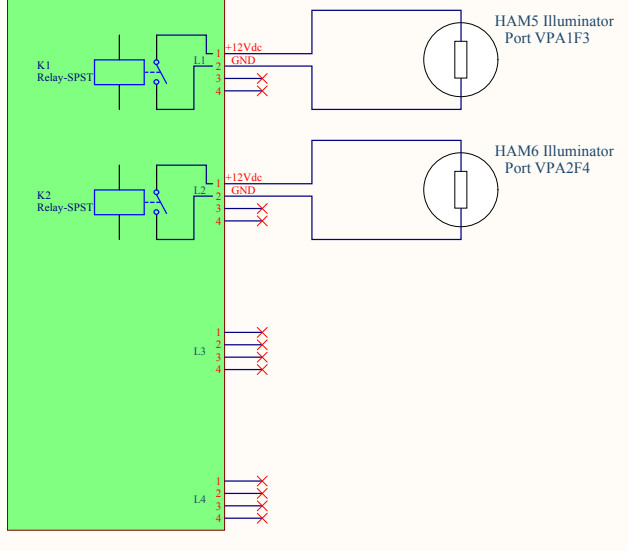 HAM5 Illuminator
Port VPA1F3
K1
Relay-SPST
L1
1 +12Vdc
2 GND
3
4
HAM6 Illuminator
Port VPA2F4
K2
Relay-SPST
L2
1 +12Vdc
2 GND
3
4
L3
1
2
3
4
L4
1
2
3
4